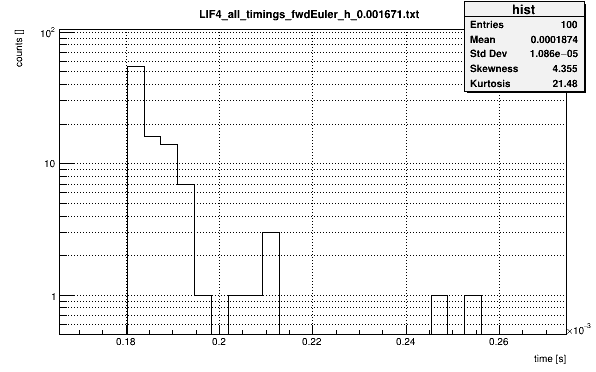 LIF4_all_timings_fwdEuler_h_0.001671.txt
hist
Entries 100
Mean 0.0001874
Std Dev 1.086e−05
Skewness 4.355
Kurtosis 21.48
counts []
10²
10
1
0.18 0.2 0.22 0.24 0.26
×10⁻³
time [s]